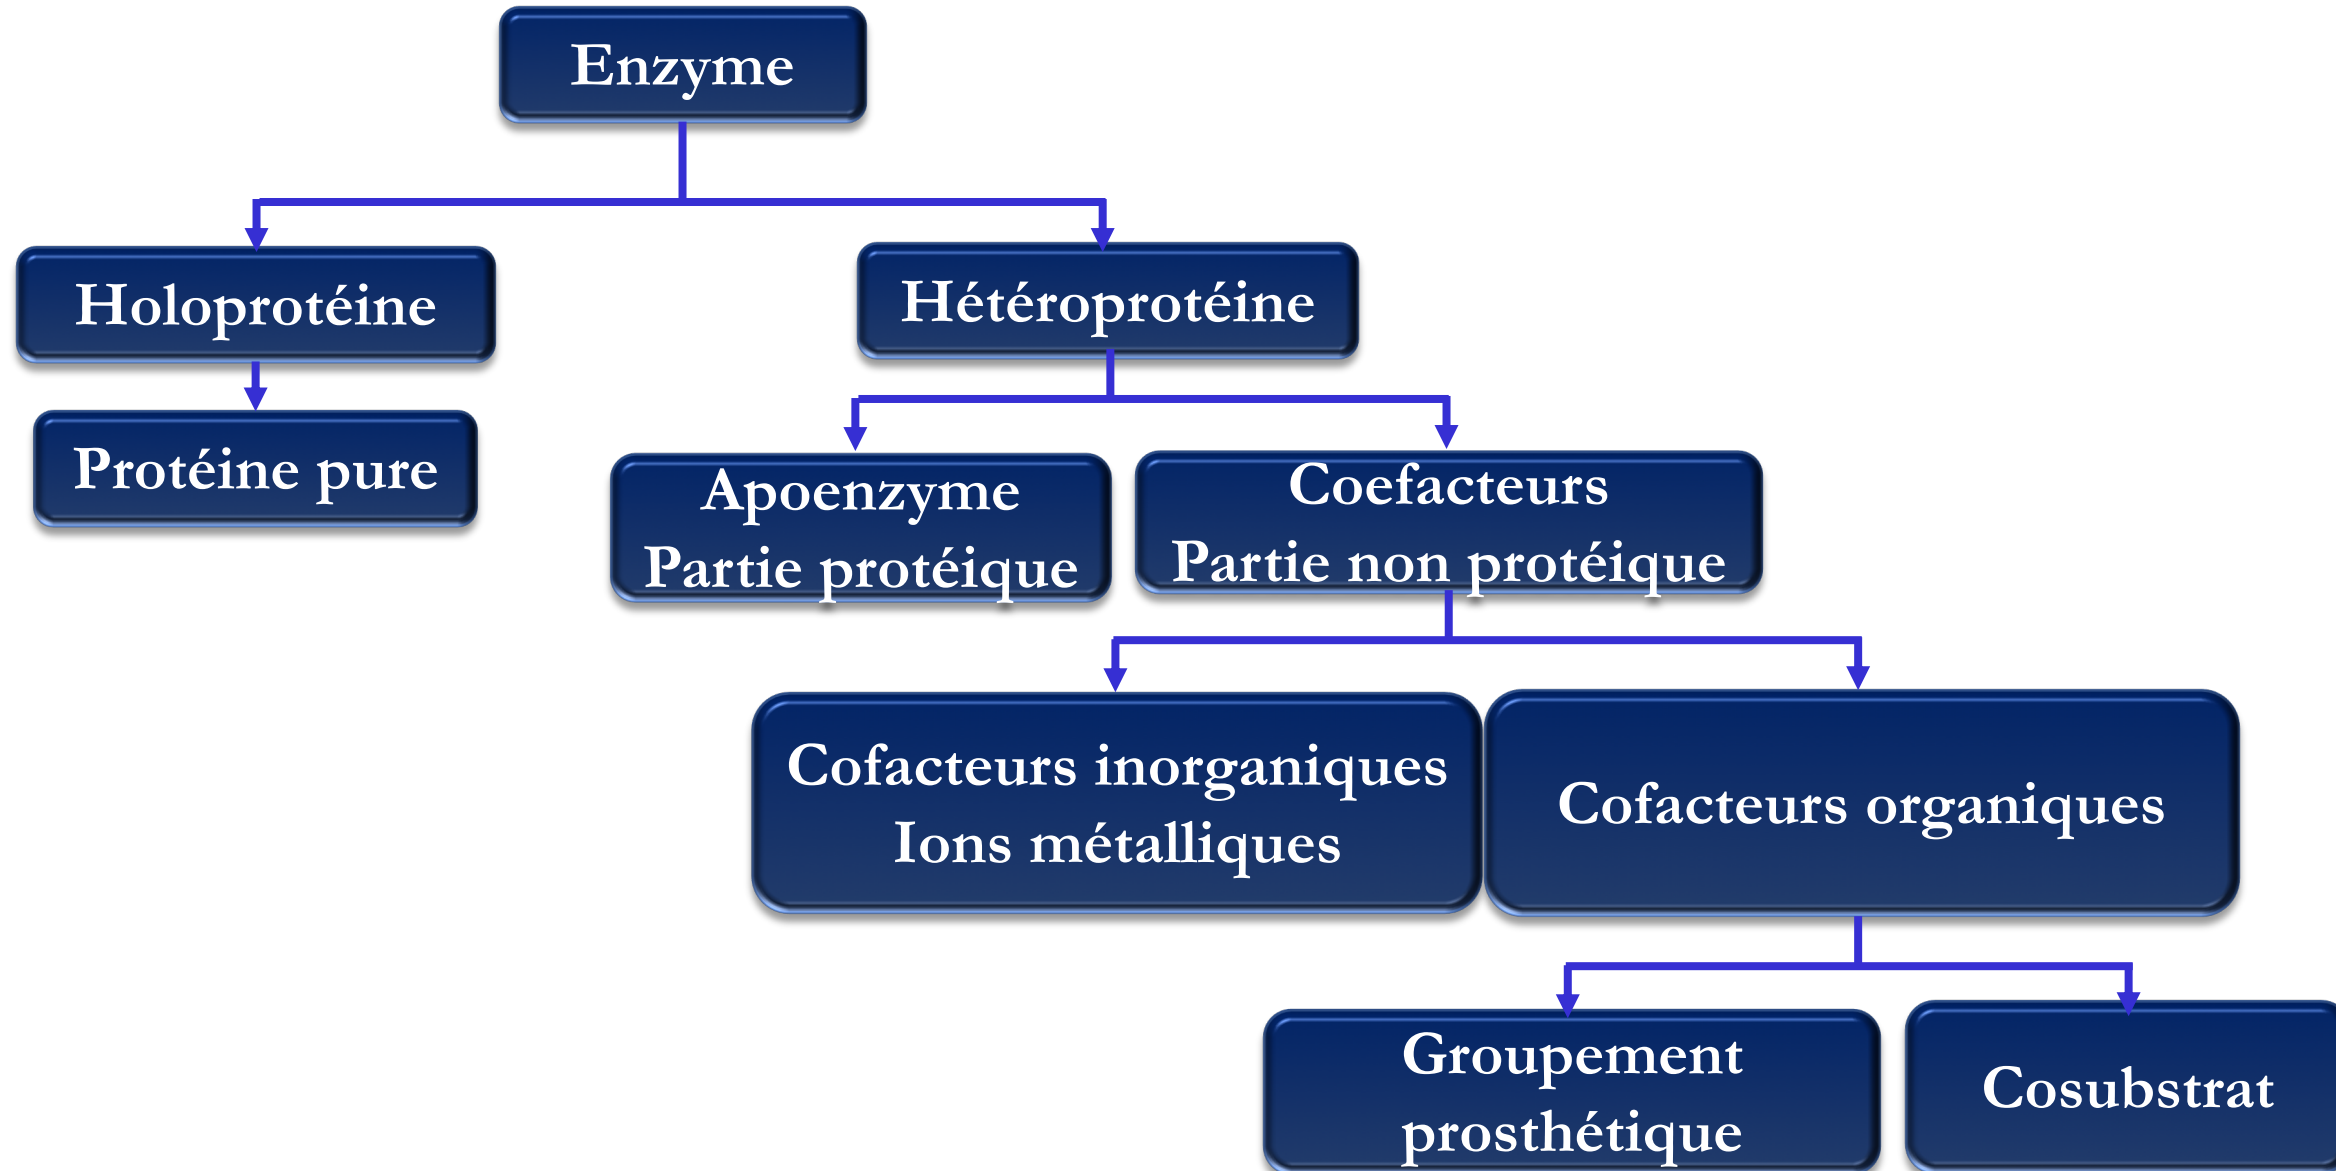 Enzyme
Holoprotéine
Hétéroprotéine
Protéine pure
Apoenzyme
Partie protéique
Coefacteurs
Partie non protéique
Cofacteurs inorganiques
Ions métalliques
Cofacteurs organiques
Groupement
prosthétique
Cosubstrat